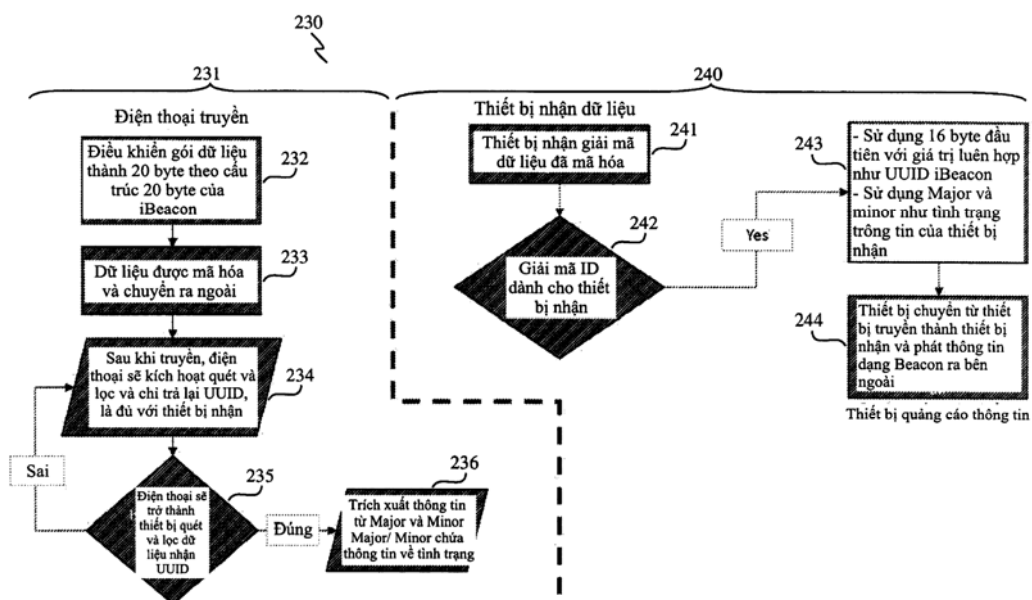 230
231
240
Điện thoại truyền
Thiết bị nhận dữ liệu
Điều khiển gói dữ liệu
thành 20 byte theo cấu
trúc 20 byte của
iBeacon
232
Dữ liệu được mã hóa
và chuyển ra ngoài
233
Sau khi truyền, điện
thoại sẽ kích hoạt quét và
lọc và chỉ trả lại UUID,
là đủ với thiết bị nhận
234
Sai
Điện thoại sẽ
trở thành
thiết bị quét
và lọc dữ
liệu nhận
UUID
235
Đúng
236
Trích xuất thông tin
từ Major và Minor
Major/ Minor chứa
thông tin về tình trạng
Thiết bị nhận giải mã
dữ liệu đã mã hóa
241
242
Giải mã ID
dành cho thiết
bị nhận
Yes
243
- Sử dụng 16 byte đầu
tiên với giá trị luên hợp
như UUID iBeacon
- Sử dụng Major và
minor như tình trạng
trông tin của thiết bị
nhận
244
Thiết bị chuyển từ thiết
bị truyền thành thiết bị
nhận và phát thông tin
dạng Beacon ra bên
ngoài
Thiết bị quảng cáo thông tin